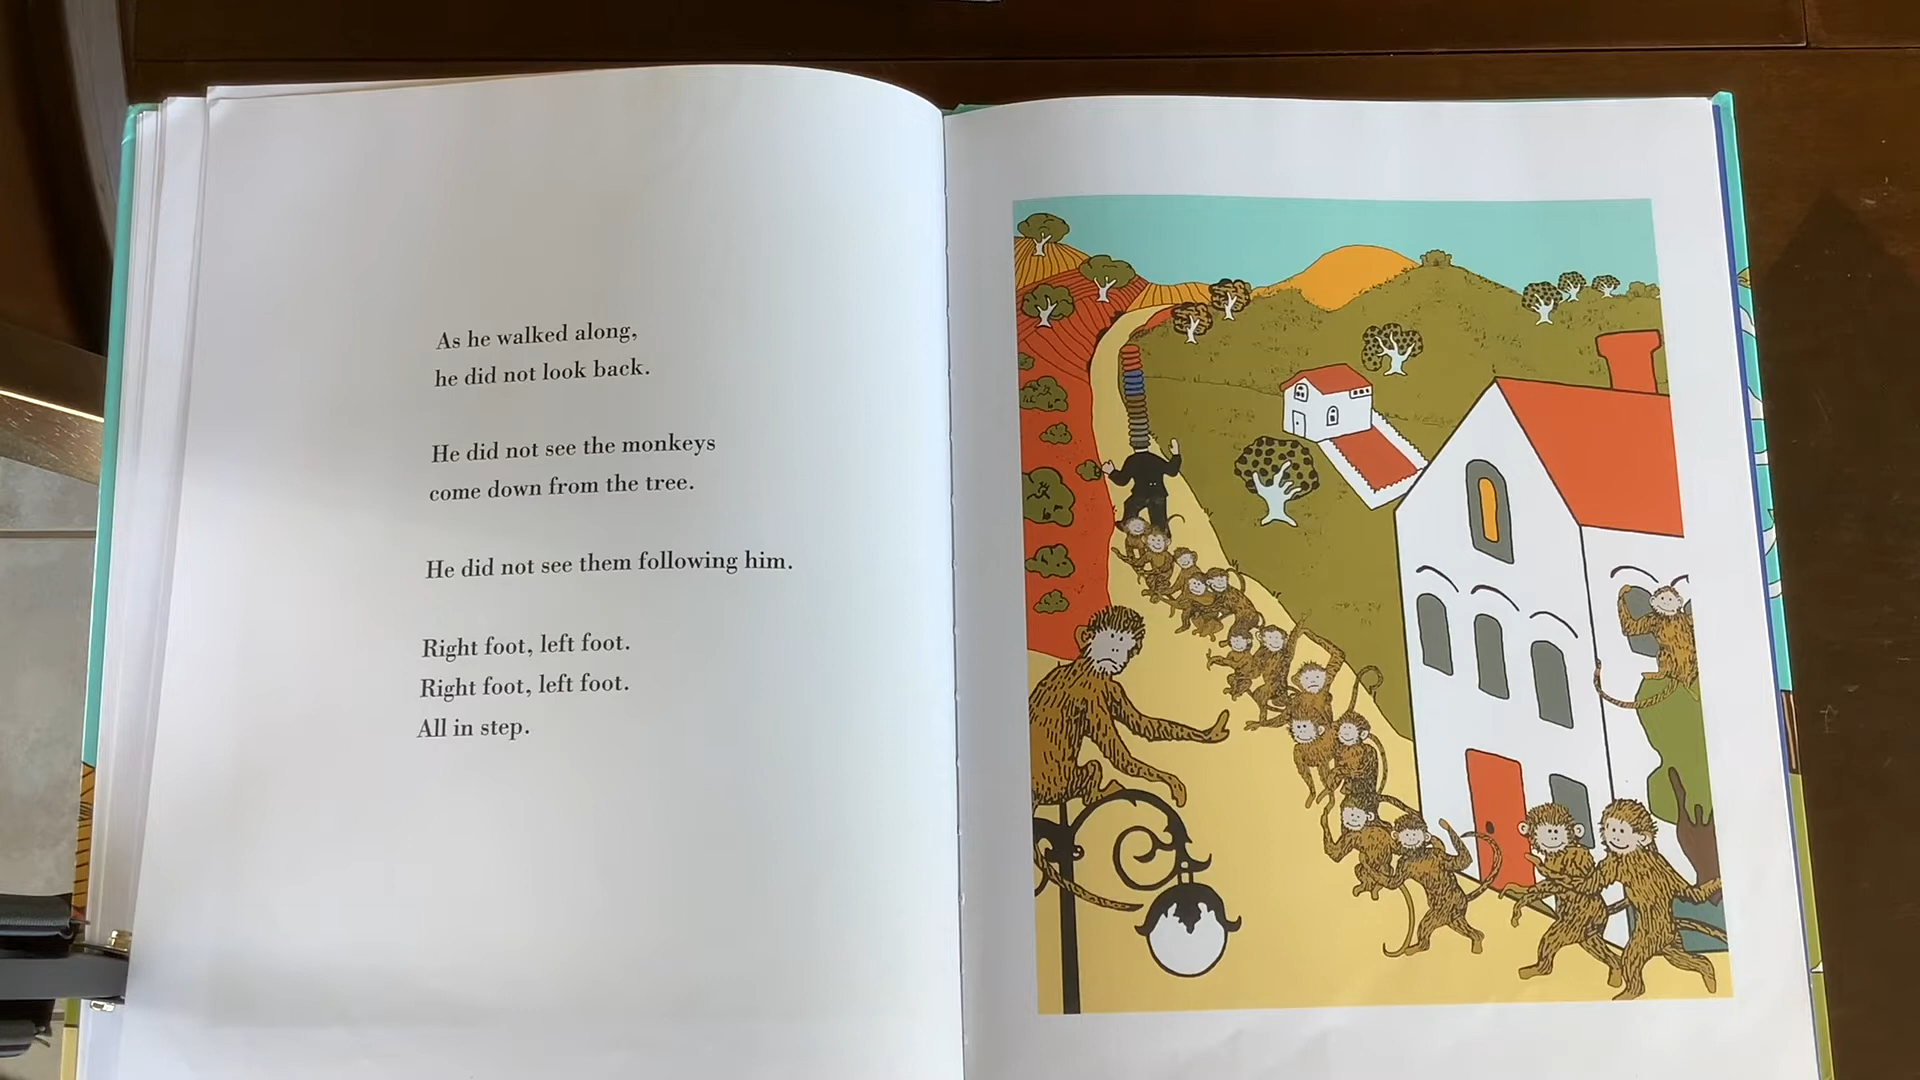 As he walked along,
he did not look back.
He did not see the monkeys
come down from the tree.
He did not see them following him.
Right foot, left foot.
Right foot, left foot.
All in step.